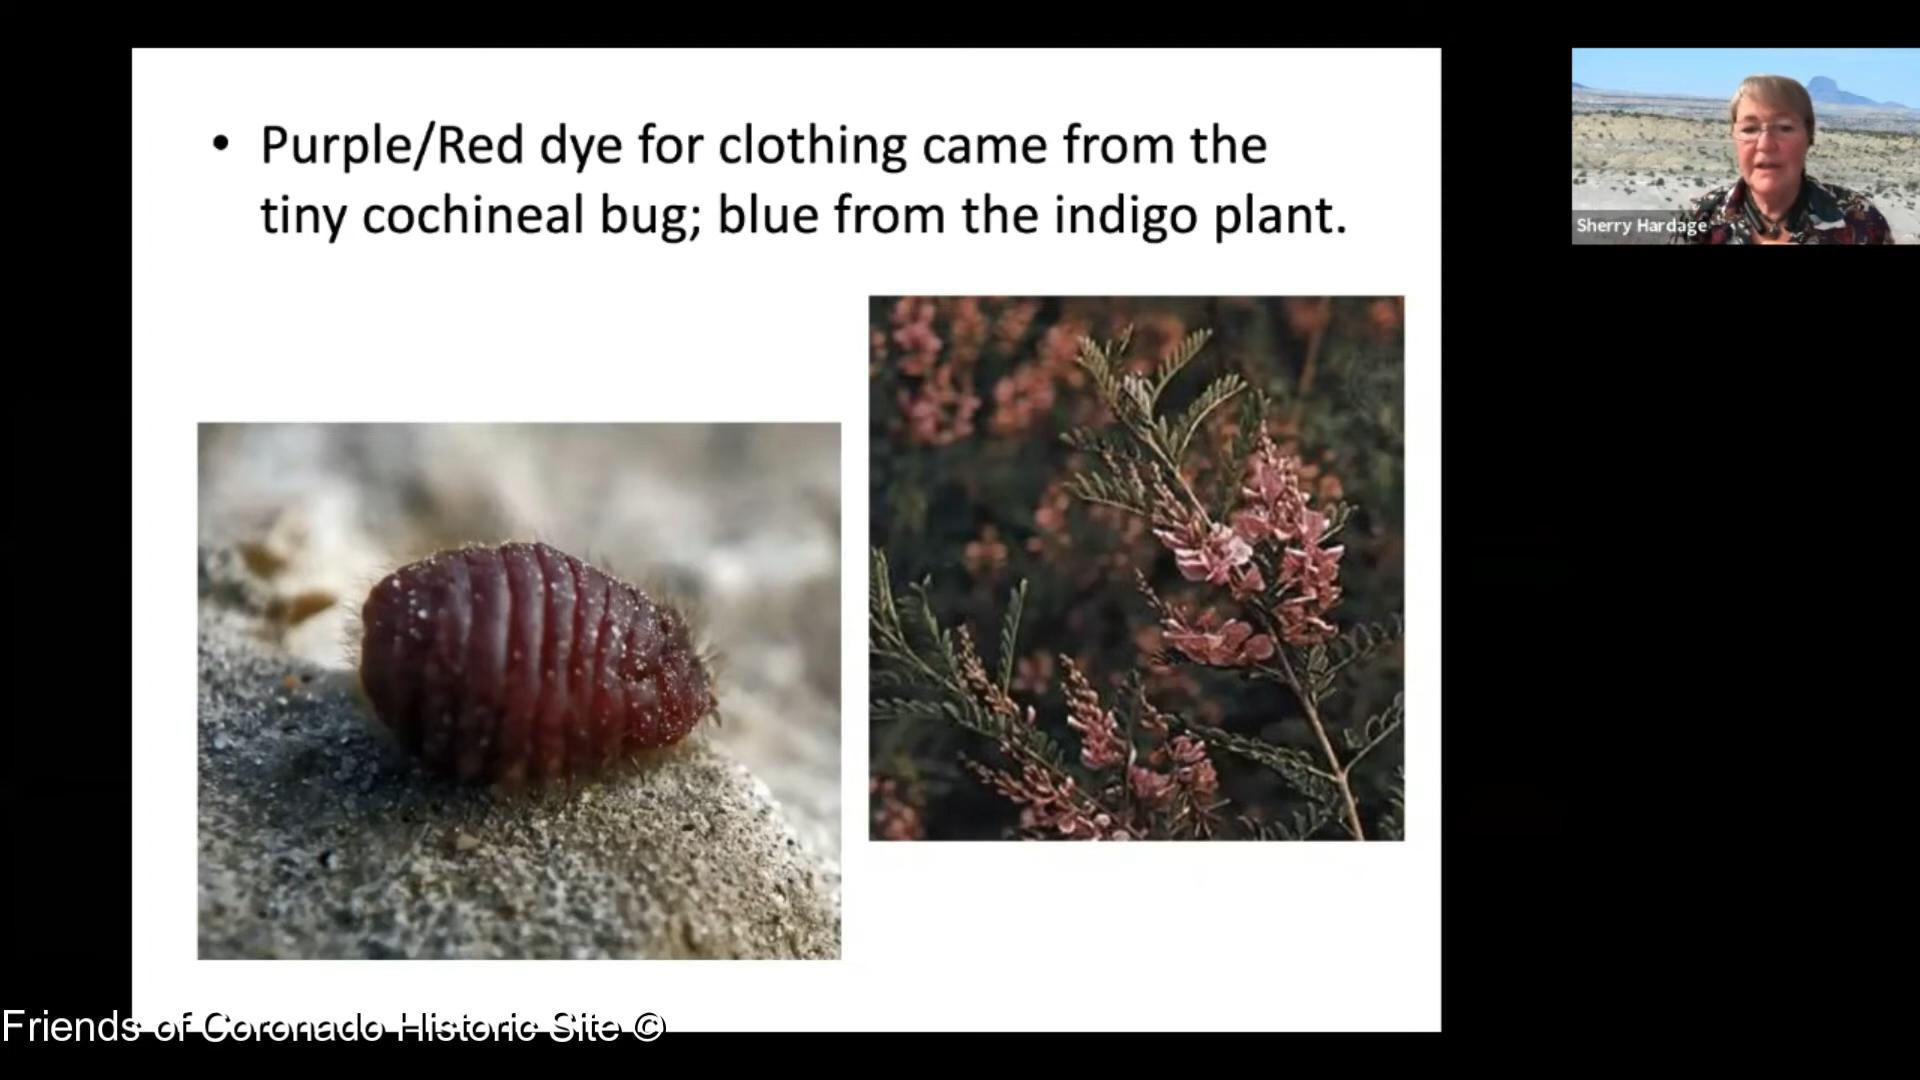 • Purple/Red dye for clothing came from the
tiny cochineal bug; blue from the indigo plant.
Sherry Hardage
Friends of Coronado Historic Site ©